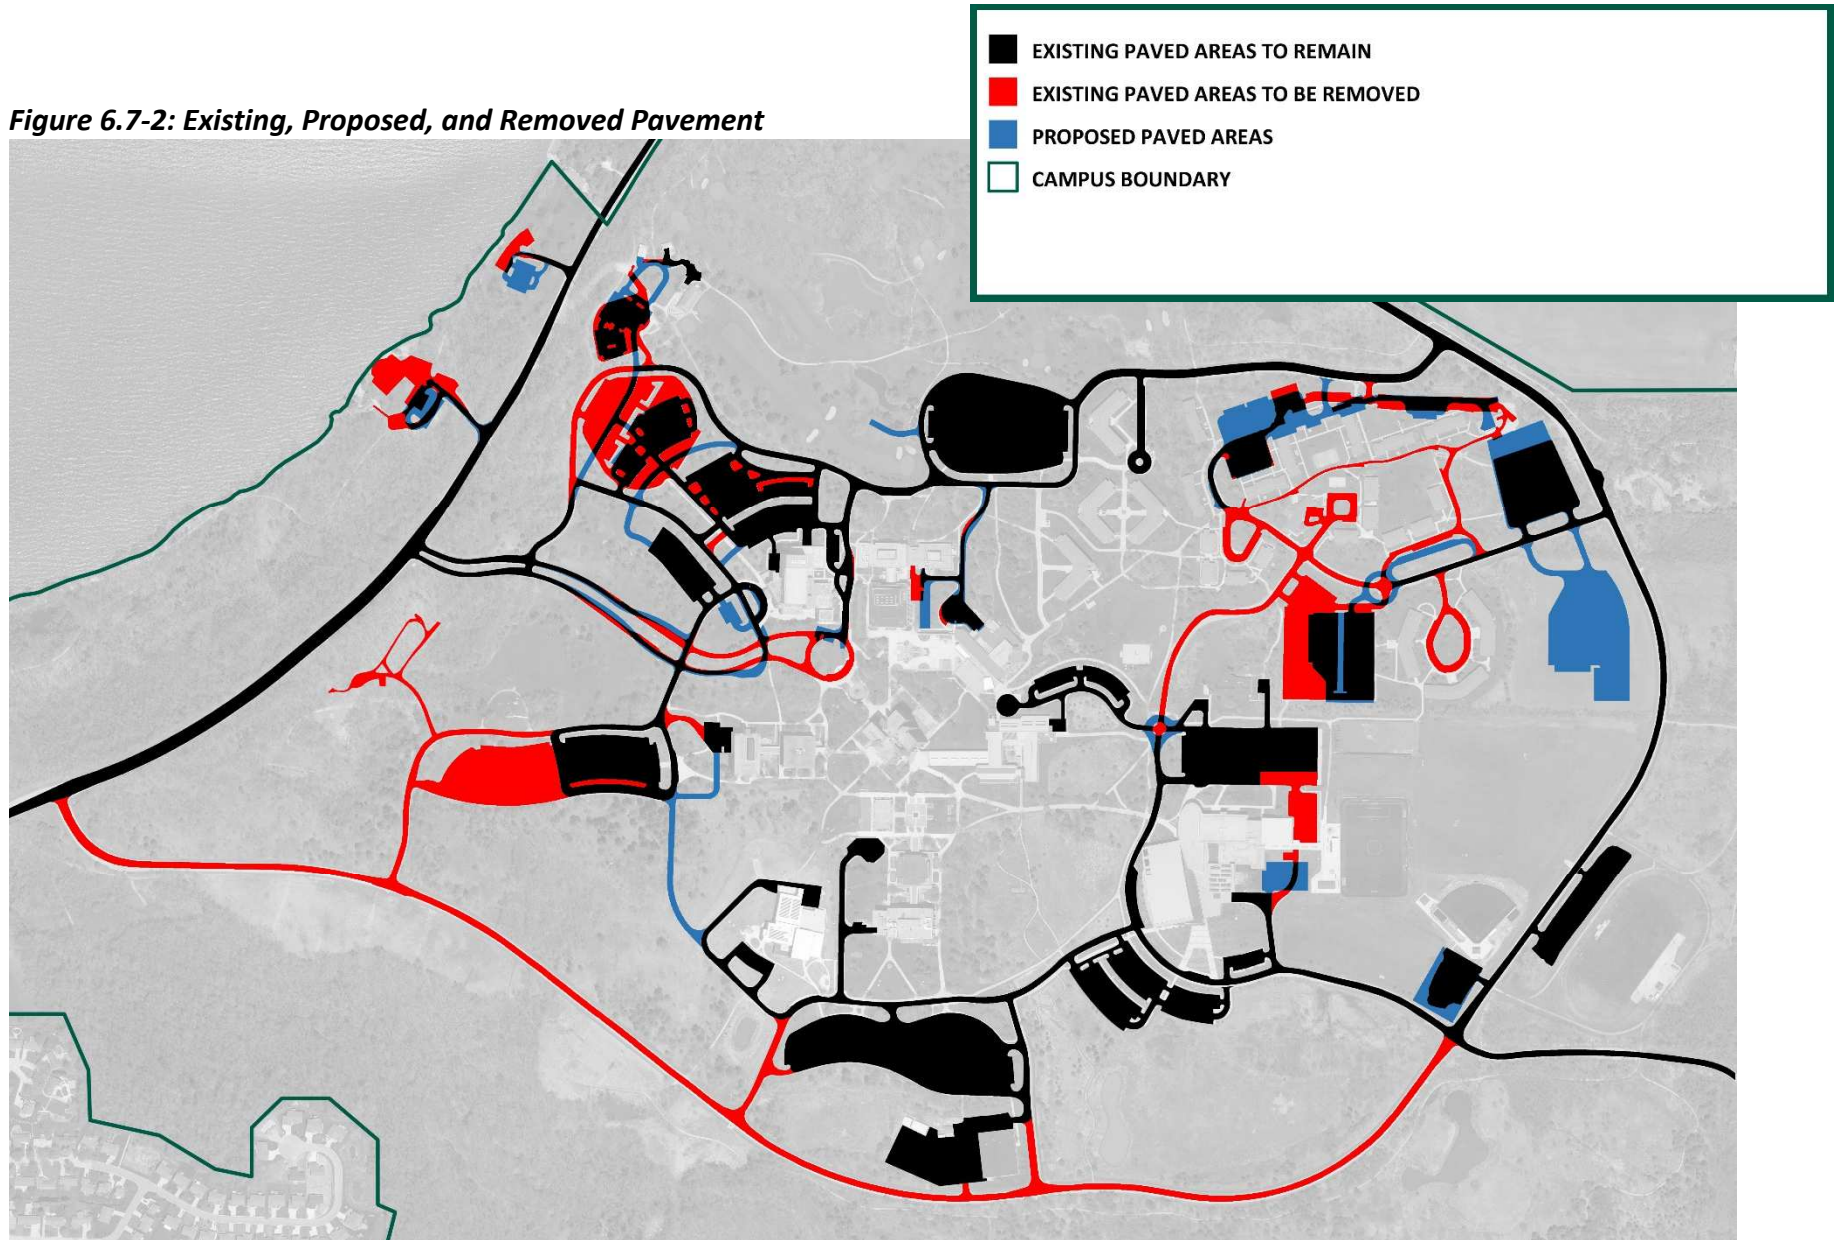 EXISTING PAVED AREAS TO REMAIN
EXISTING PAVED AREAS TO BE REMOVED
PROPOSED PAVED AREAS
CAMPUS BOUNDARY
Figure 6.7-2: Existing, Proposed, and Removed Pavement